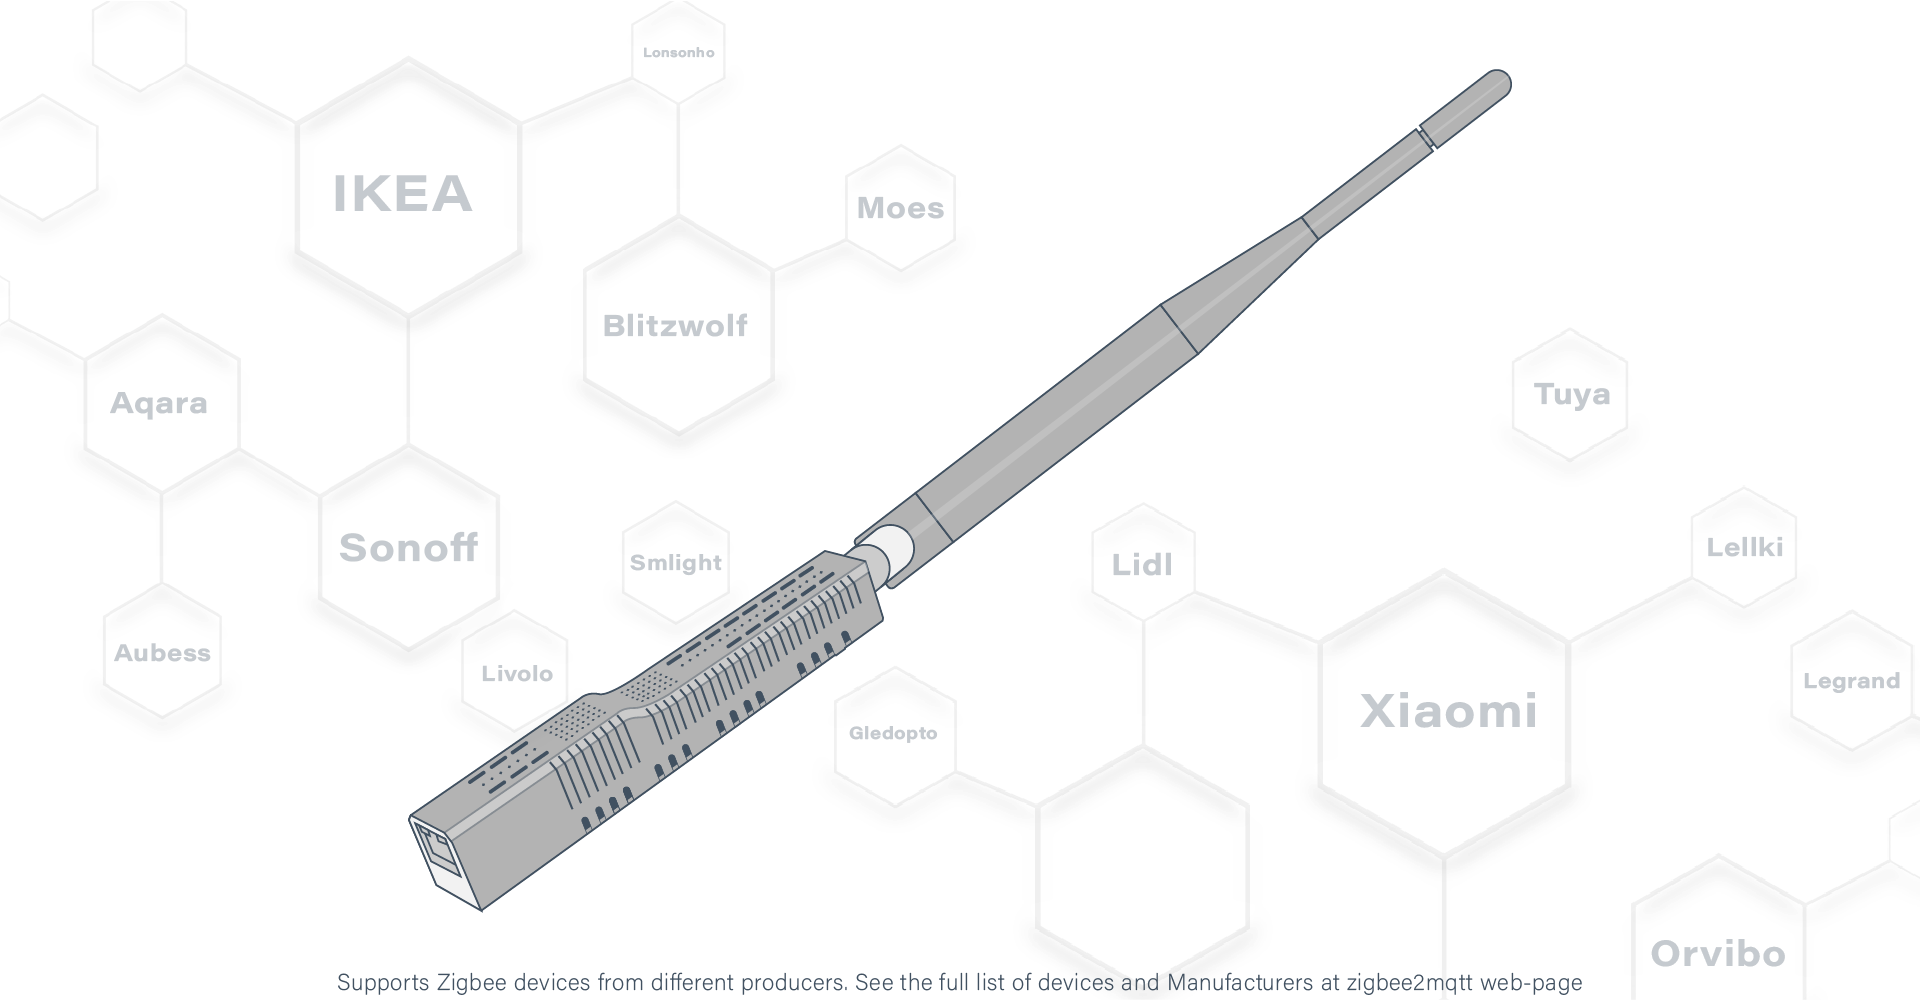 Lonsonho
IKEA
Moes
Blitzwolf
Aqara
Tuya
Sonoff
Smlight
Lidl
Lellki
Aubess
Livolo
Legrand
Xiaomi
Gledopto
Orvibo
Supports Zigbee devices from different producers. See the full list of devices and Manufacturers at zigbee2mqtt web-page